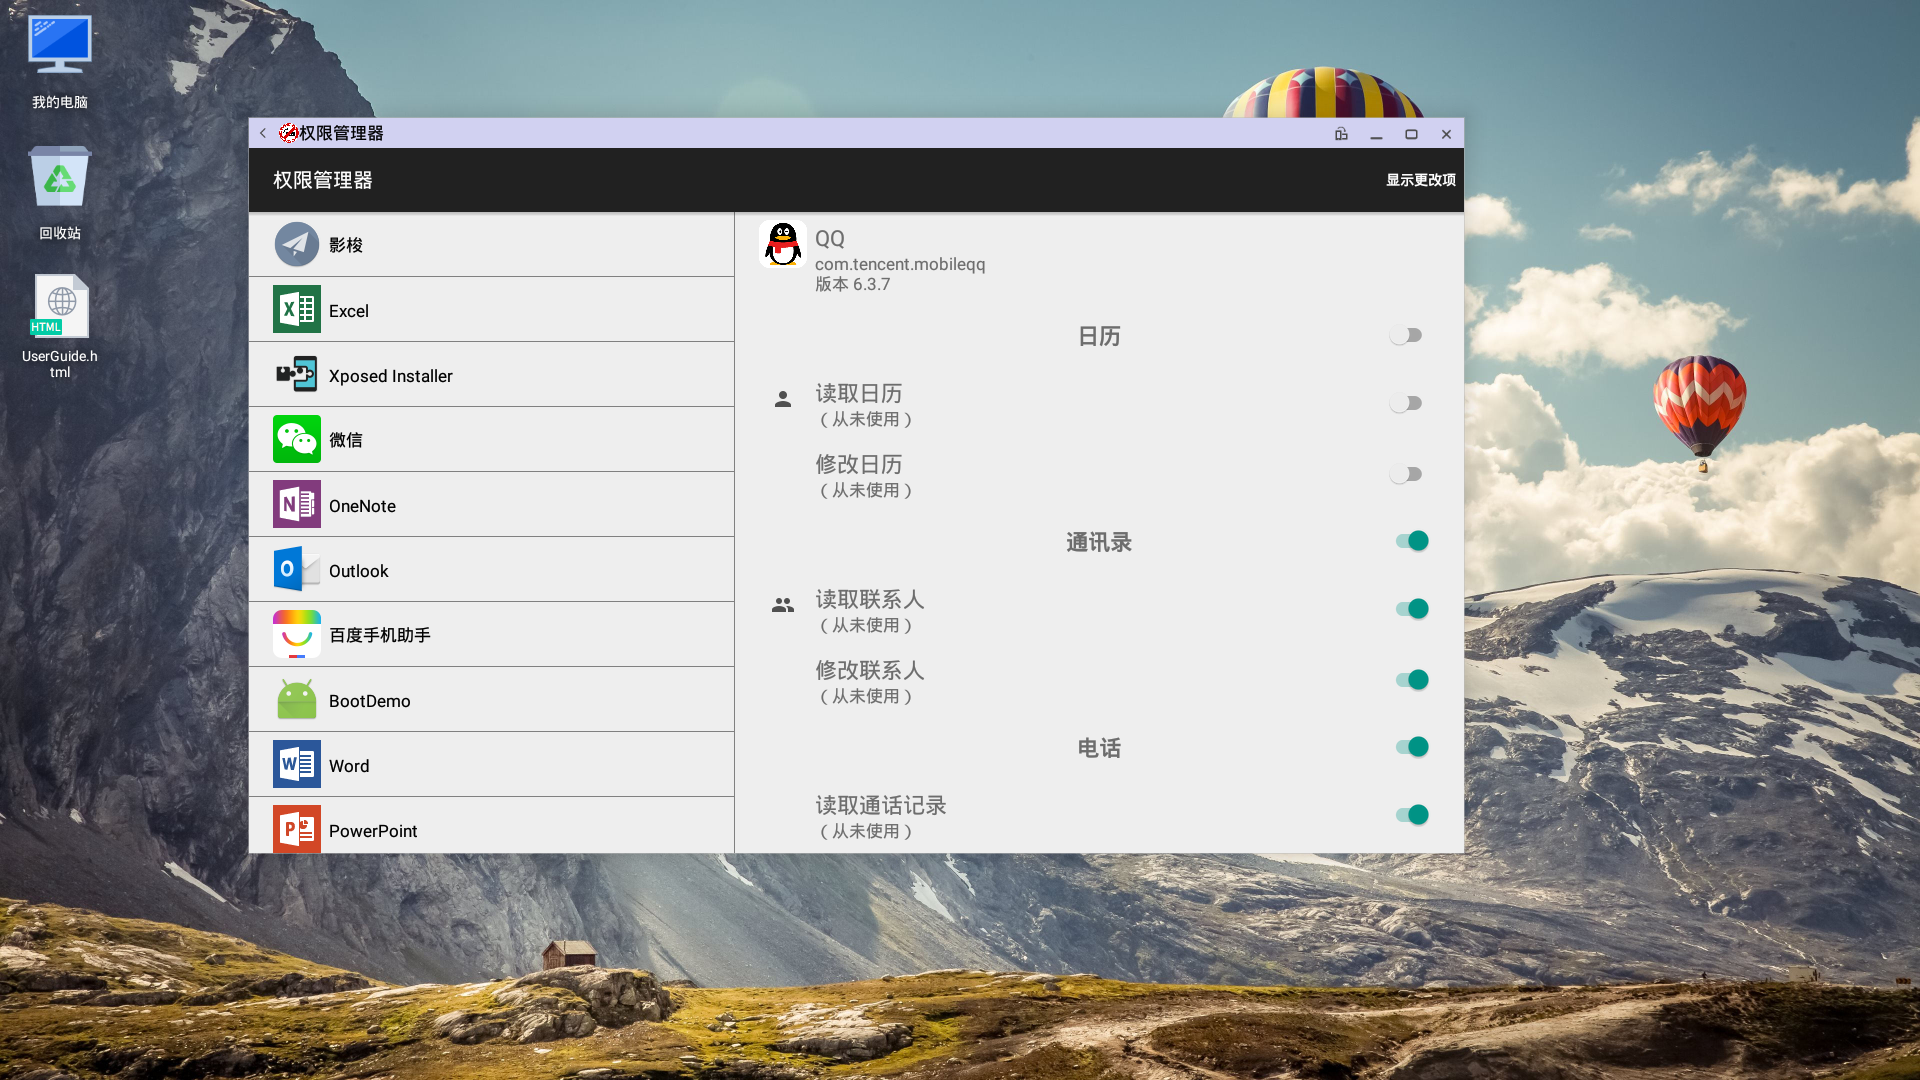 我的电脑
回收站
HTML
UserGuide.h
tml
权限管理器
权限管理器
显示更改项
影梭
Excel
Xposed Installer
微信
OneNote
Outlook
百度手机助手
BootDemo
Word
PowerPoint
QQ
com.tencent.mobileqq
版本 6.3.7
日历
读取日历
（从未使用）
修改日历
（从未使用）
通讯录
读取联系人
（从未使用）
修改联系人
（从未使用）
电话
读取通话记录
（从未使用）